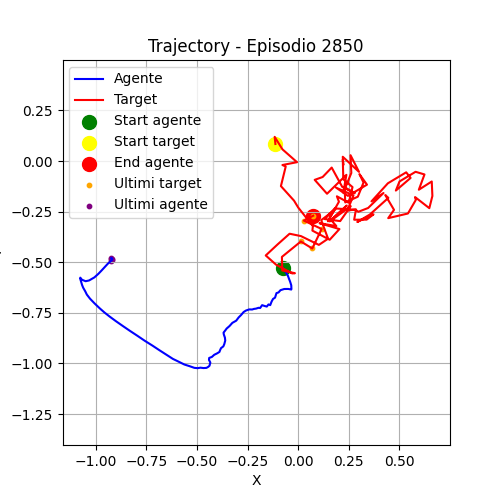 Trajectory - Episodio 2850
Agente
Target
Start agente
Start target
End agente
Ultimi target
Ultimi agente
0.25
0.00
−0.25
−0.50
−0.75
−1.00
−1.25
−1.00
−0.75
−0.50
−0.25
0.00
0.25
0.50
X